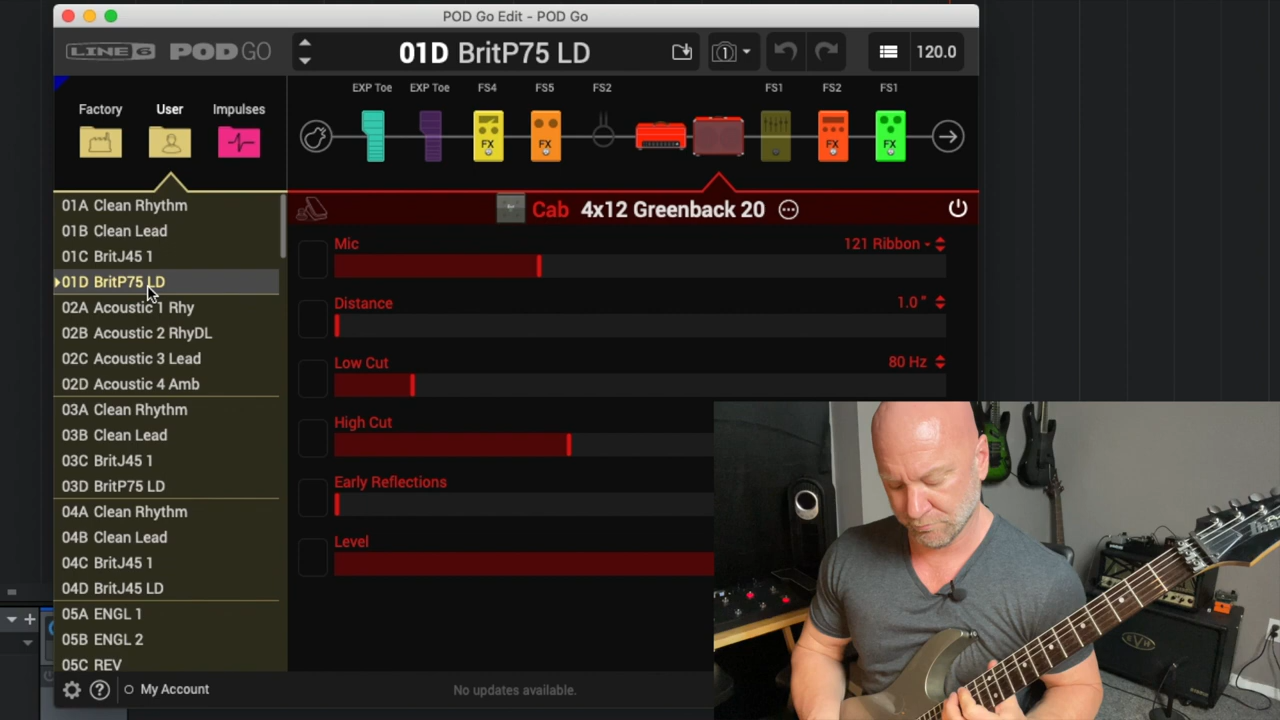 POD Go Edit - POD Go
LINE 6 POD GO
01D BritP75 LD
1
120.0
Factory User Impulses
EXP Toe EXP Toe FS4 FS5 FS2 FS1 FS2 FS1
FX FX FX FX
Cab 4x12 Greenback 20
01A Clean Rhythm
01B Clean Lead
01C BritJ45 1
01D BritP75 LD
02A Acoustic 1 Rhy
02B Acoustic 2 RhyDL
02C Acoustic 3 Lead
02D Acoustic 4 Amb
03A Clean Rhythm
03B Clean Lead
03C BritJ45 1
03D BritP75 LD
04A Clean Rhythm
04B Clean Lead
04C BritJ45 1
04D BritJ45 LD
05A ENGL 1
05B ENGL 2
05C REV
Mic 121 Ribbon
Distance 1.0 "
Low Cut 80 Hz
High Cut
Early Reflections
Level
? My Account No updates available.
EVH